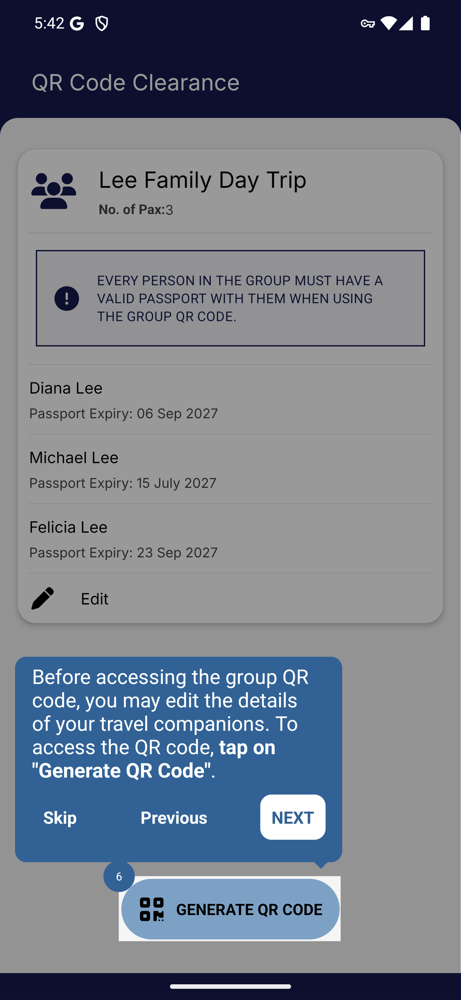 5:42
QR Code Clearance
Lee Family Day Trip
No. of Pax:3
EVERY PERSON IN THE GROUP MUST HAVE A
VALID PASSPORT WITH THEM WHEN USING
THE GROUP QR CODE.
Diana Lee
Passport Expiry: 06 Sep 2027
Michael Lee
Passport Expiry: 15 July 2027
Felicia Lee
Passport Expiry: 23 Sep 2027
Edit
Before accessing the group QR
code, you may edit the details
of your travel companions. To
access the QR code, tap on
"Generate QR Code".
Skip Previous NEXT
6
GENERATE QR CODE